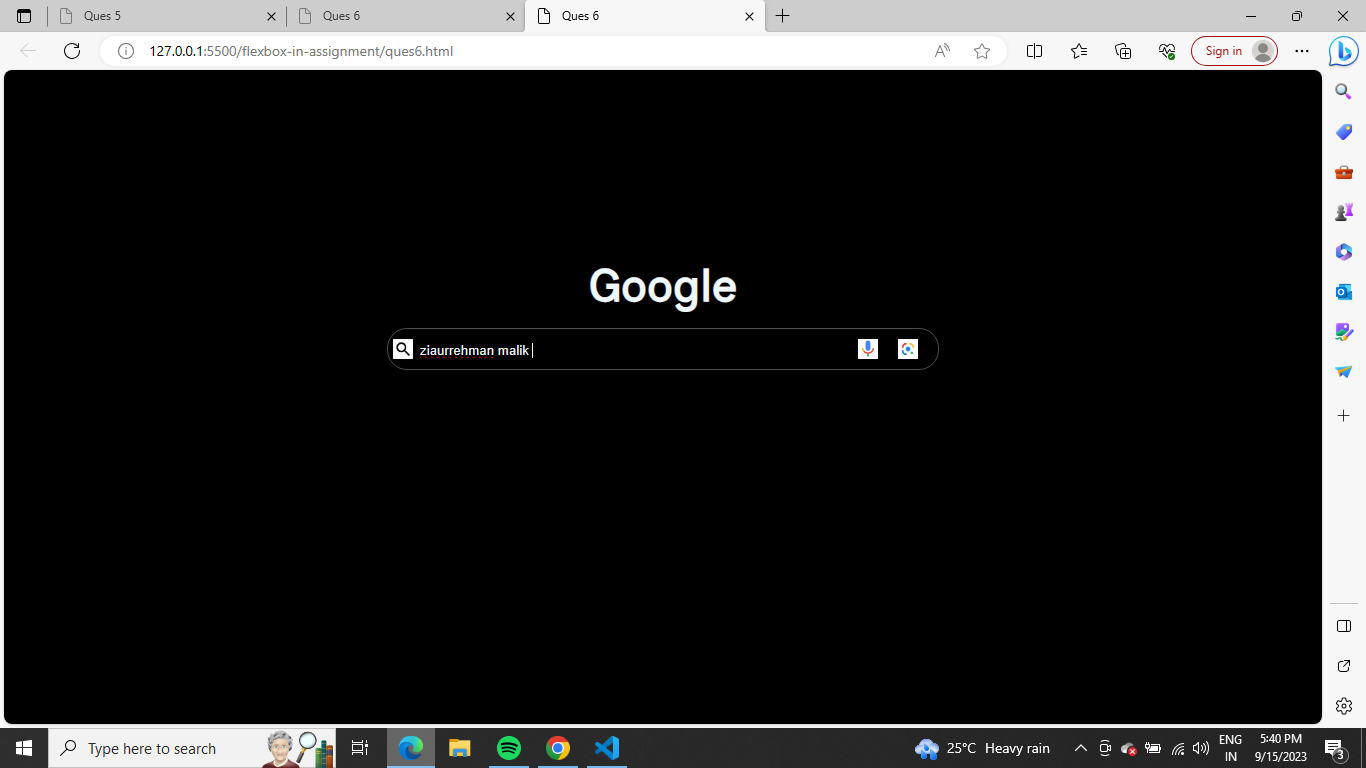 Ques 5
Ques 6
Ques 6
127.0.0.1:5500/flexbox-in-assignment/ques6.html
Sign in
Google
ziaurrehman malik
Type here to search
25°C Heavy rain
ENG
IN
5:40 PM
9/15/2023
3